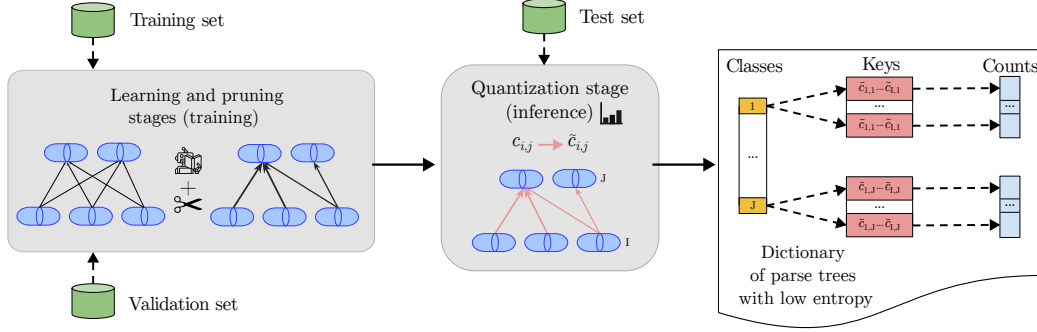 Training set
Test set
Learning and pruning
stages (training)
+
Validation set
Quantization stage
(inference)
c_{i,j} → c̃_{i,j}
J
I
Classes
Keys
Counts
1
...
J
c̃_{1,1}...c̃_{I,1}
...
c̃_{1,1}...c̃_{I,1}
c̃_{1,J}...c̃_{I,J}
...
c̃_{1,J}...c̃_{I,J}
...
...
Dictionary
of parse trees
with low entropy